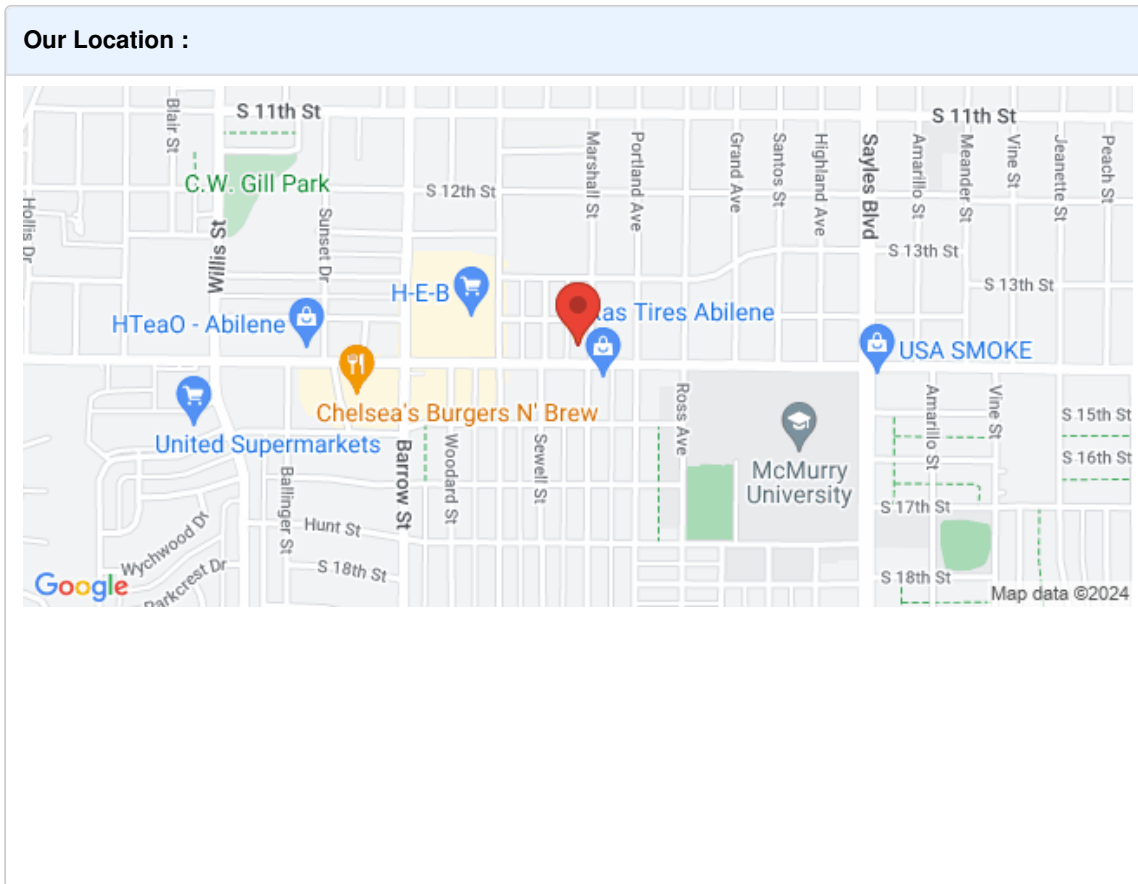 Our Location :
S 11th St
S 11th St
Blair St
C.W. Gill Park
S 12th St
Marshall St
Portland Ave
Grand Ave
Santos St
Highland Ave
Sayles Blvd
Amarillo St
Meander St
Vine St
Jeanette St
Peach St
Hollis Dr
Willis St
Sunset Dr
S 13th St
S 13th St
H-E-B
HTeaO - Abilene
as Tires Abilene
USA SMOKE
Chelsea's Burgers N' Brew
United Supermarkets
Ross Ave
Amarillo St
Vine St
S 15th St
S 16th St
McMurry
University
Barrow St
Woodard St
Sewell St
Ballinger St
S 17th St
Hunt St
Wychwood Dr
S 18th St
S 18th St
Parkcrest Dr
Google
Map data ©2024